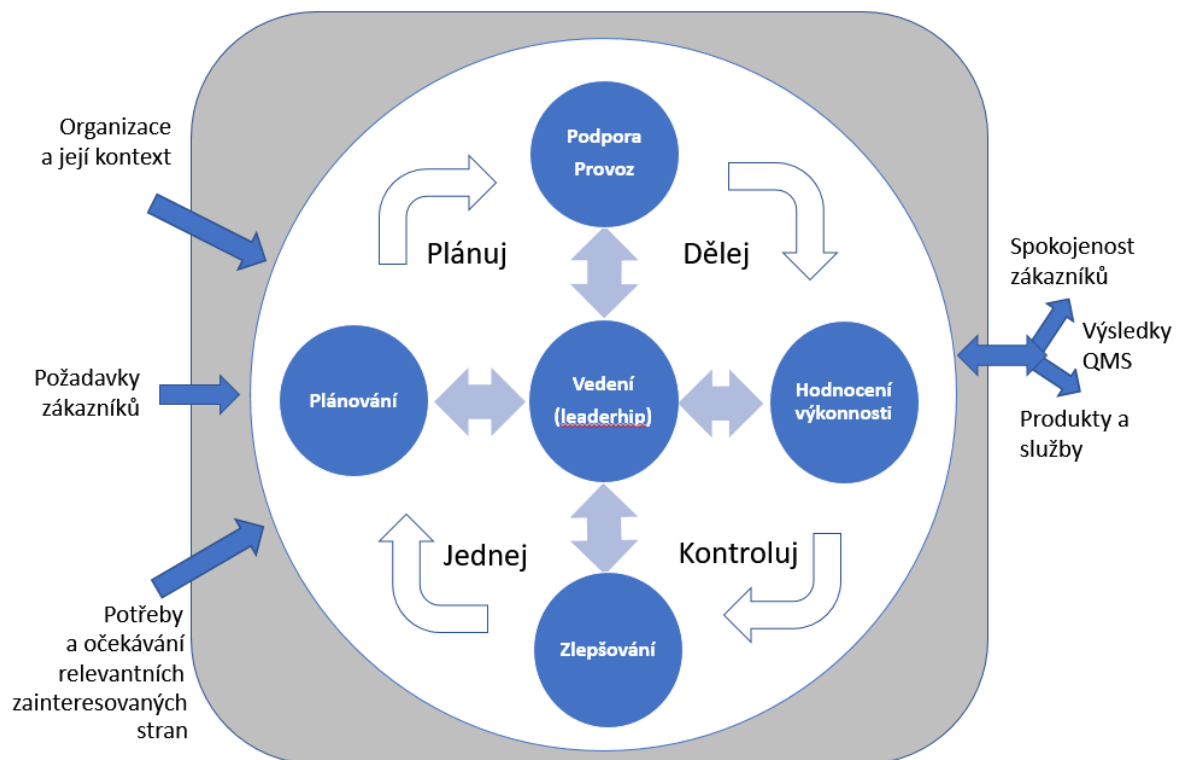 Organizace
a její kontext
Požadavky
zákazníků
Potřeby
a očekávání
relevantních
zainteresovaných
stran
Podpora
Provoz
Plánuj
Dělej
Plánování
Vedení
(leaderhip)
Hodnocení
výkonnosti
Jednej
Kontroluj
Zlepšování
Spokojenost
zákazníků
Výsledky
QMS
Produkty a
služby